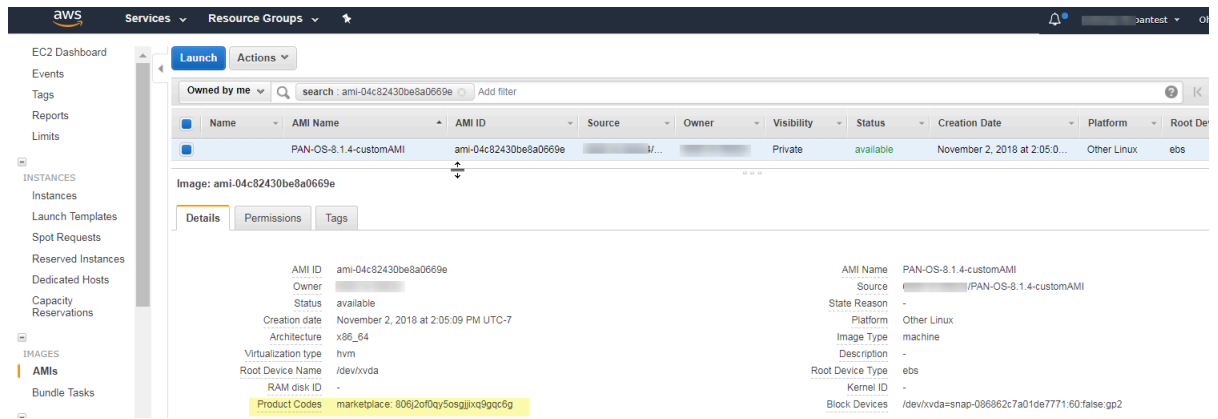 aws Services Resource Groups pantest Oh
EC2 Dashboard
Events
Tags
Reports
Limits
INSTANCES
Instances
Launch Templates
Spot Requests
Reserved Instances
Dedicated Hosts
Capacity
Reservations
IMAGES
AMIs
Bundle Tasks
Launch Actions
Owned by me search : ami-04c82430be8a0669e Add filter
Name AMI Name AMI ID Source Owner Visibility Status Creation Date Platform Root De
PAN-OS-8.1.4-customAMI ami-04c82430be8a0669e /... Private available November 2, 2018 at 2:05:0... Other Linux ebs
Image: ami-04c82430be8a0669e
Details Permissions Tags
AMI ID ami-04c82430be8a0669e AMI Name PAN-OS-8.1.4-customAMI
Owner Source /PAN-OS-8.1.4-customAMI
Status available State Reason -
Creation date November 2, 2018 at 2:05:09 PM UTC-7 Platform Other Linux
Architecture x86_64 Image Type machine
Virtualization type hvm Description -
Root Device Name /dev/xvda Root Device Type ebs
RAM disk ID - Kernel ID -
Product Codes marketplace: 806j2of0qy5osgjjixq9gqc6g Block Devices /dev/xvda=snap-086862c7a01de7771:60:false:gp2